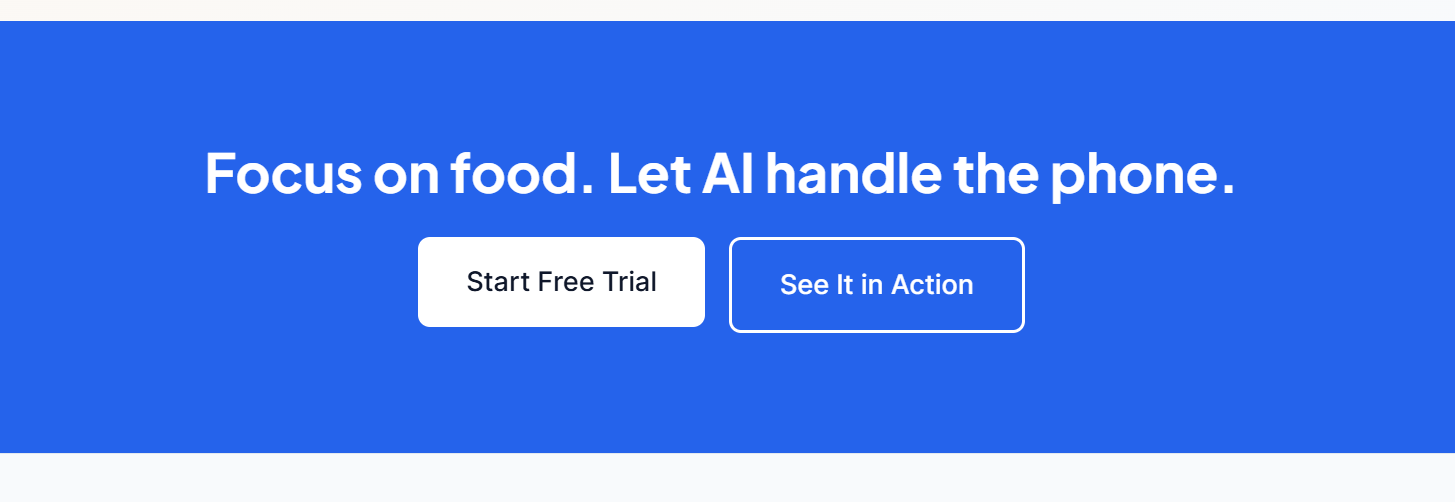 Focus on food. Let AI handle the phone.
Start Free Trial
See It in Action